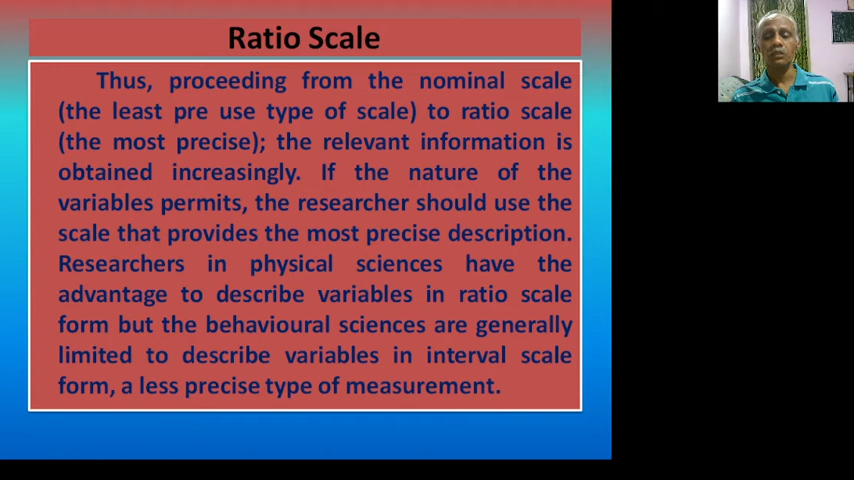 Ratio Scale
Thus, proceeding from the nominal scale
(the least pre use type of scale) to ratio scale
(the most precise); the relevant information is
obtained increasingly. If the nature of the
variables permits, the researcher should use the
scale that provides the most precise description.
Researchers in physical sciences have the
advantage to describe variables in ratio scale
form but the behavioural sciences are generally
limited to describe variables in interval scale
form, a less precise type of measurement.